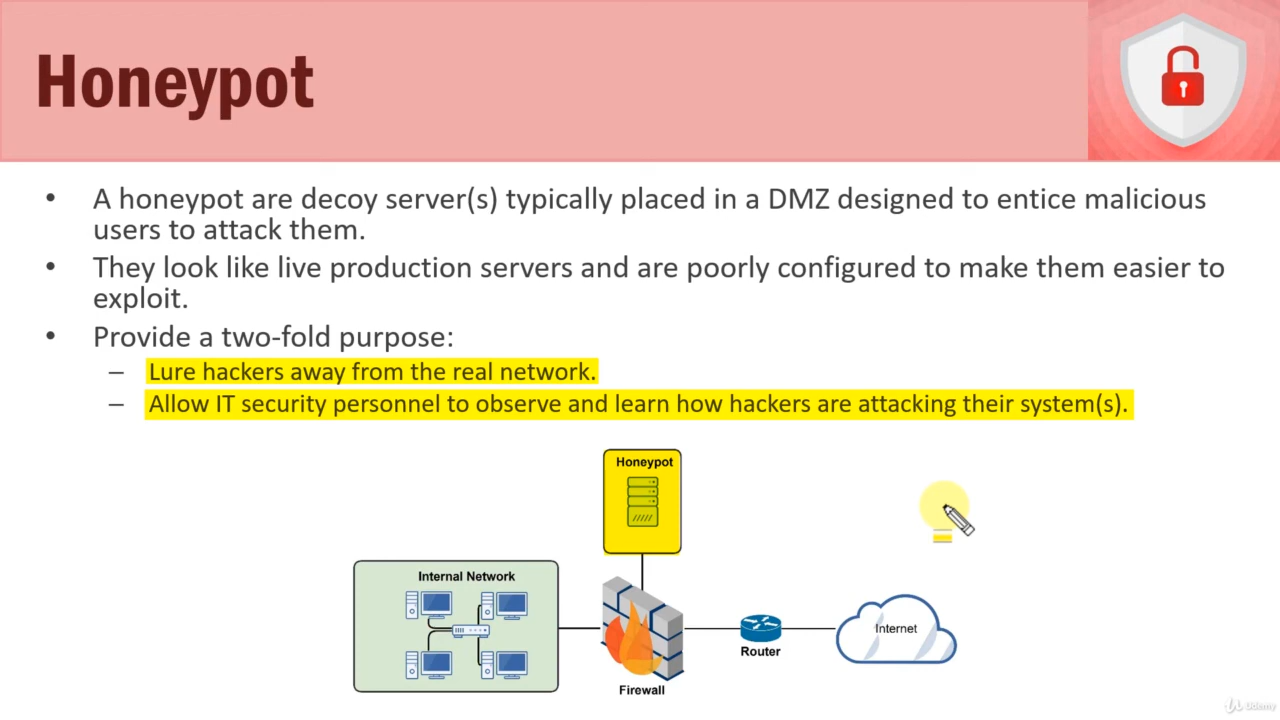 Honeypot
• A honeypot are decoy server(s) typically placed in a DMZ designed to entice malicious
users to attack them.
• They look like live production servers and are poorly configured to make them easier to
exploit.
• Provide a two-fold purpose:
– Lure hackers away from the real network.
– Allow IT security personnel to observe and learn how hackers are attacking their system(s).
Honeypot
Internal Network
Internet
Router
Firewall
Udemy